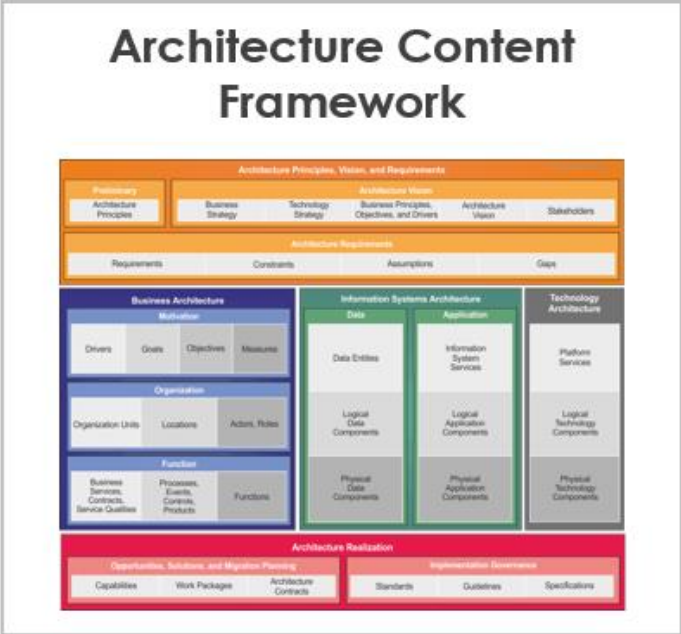 Architecture Content
Framework
Architecture Principles, Vision, and Requirements
Preliminary
Architecture
Principles
Architecture Vision
Business
Strategy
Technology
Strategy
Business Principles,
Objectives, and Drivers
Architecture
Vision
Stakeholders
Architecture Requirements
Requirements
Constraints
Assumptions
Gaps
Business Architecture
Motivation
Drivers
Goals
Objectives
Measures
Organization
Organization Units
Locations
Actors, Roles
Function
Business
Services,
Contracts,
Service Qualities
Processes,
Events,
Controls,
Products
Functions
Information Systems Architecture
Data
Data Entities
Logical
Data
Components
Physical
Data
Components
Application
Information
System
Services
Logical
Application
Components
Physical
Application
Components
Technology
Architecture
Platform
Services
Logical
Technology
Components
Physical
Technology
Components
Architecture Realization
Opportunities, Solutions, and Migration Planning
Capabilities
Work Packages
Architecture
Contracts
Implementation Governance
Standards
Guidelines
Specifications